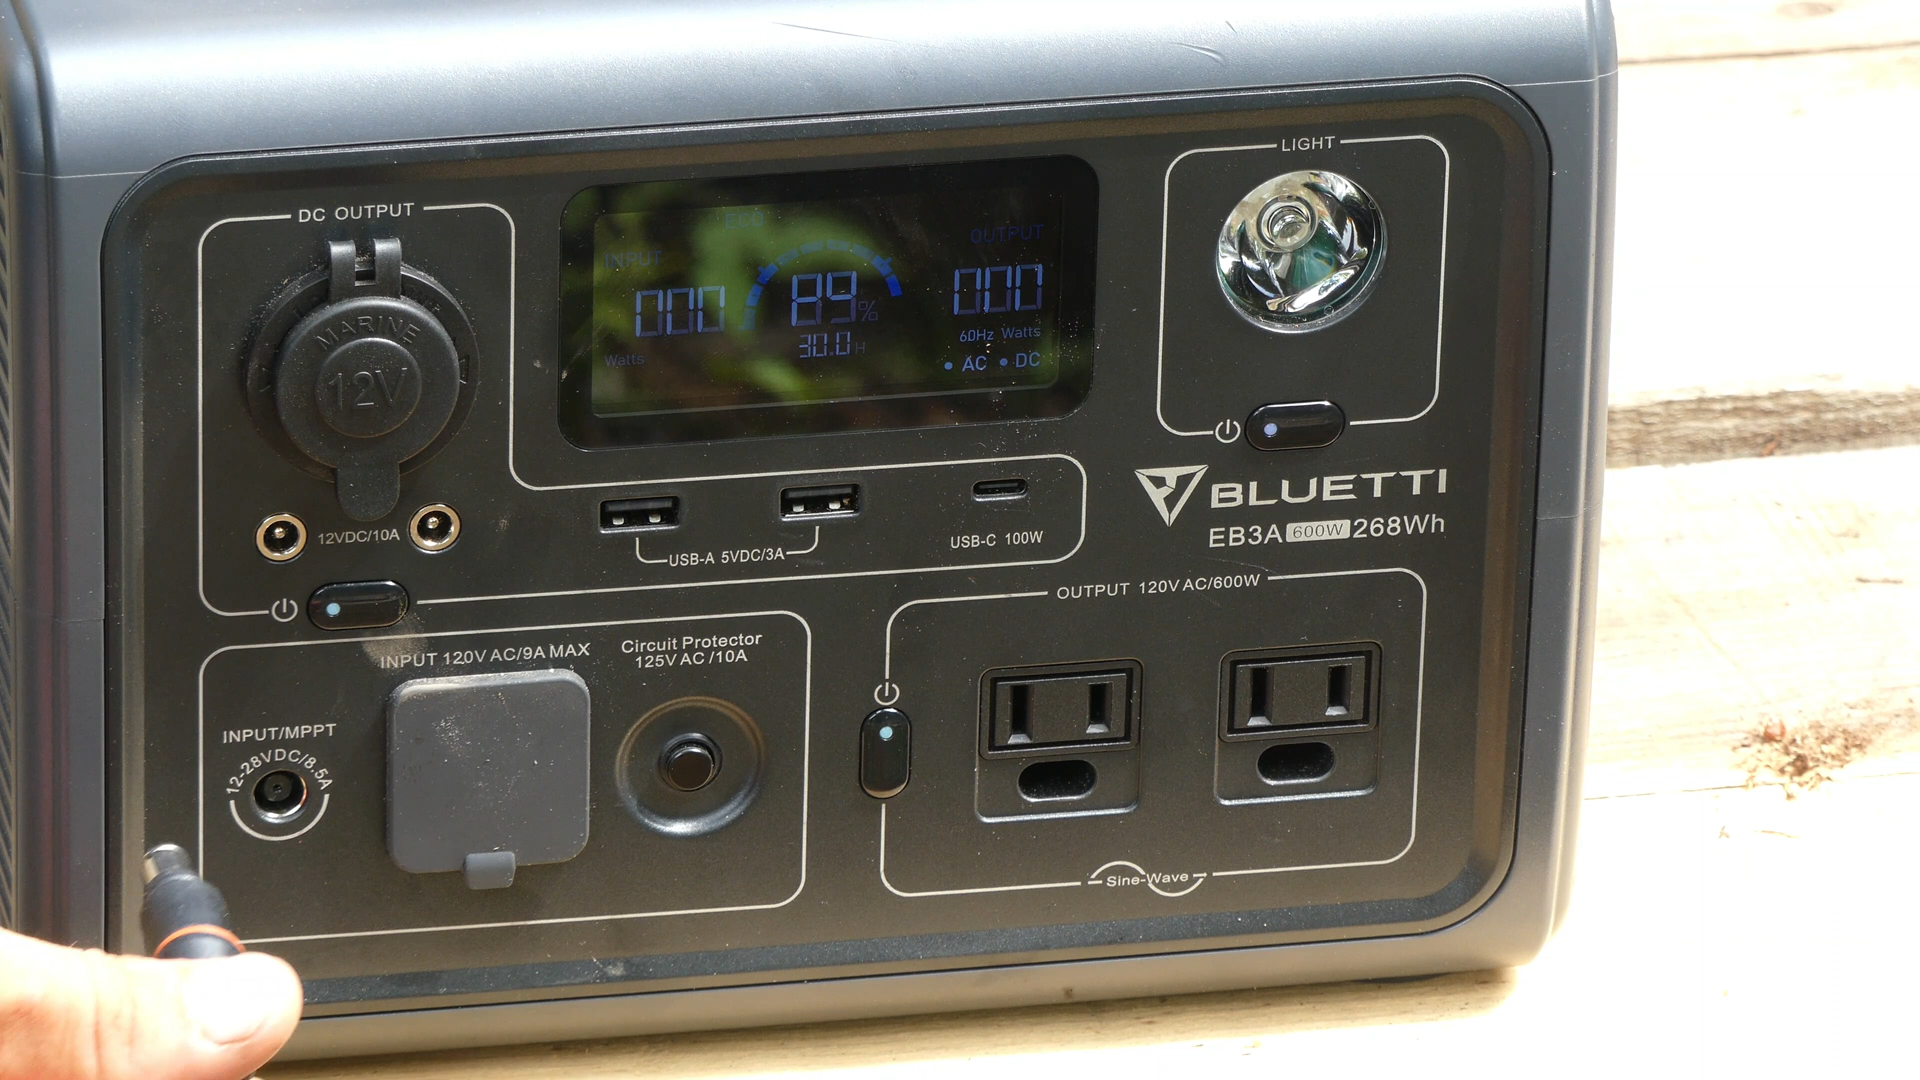 DC OUTPUT
MARINE
12V
12VDC/10A
ECO
INPUT
000
Watts
89%
30.0H
OUTPUT
000
60Hz Watts
AC DC
LIGHT
USB-A 5VDC/3A
USB-C 100W
BLUETTI
EB3A 600W 268Wh
INPUT 120V AC/9A MAX
Circuit Protector
125V AC/10A
INPUT/MPPT
12-28VDC/8.5A
OUTPUT 120V AC/600W
Sine-Wave